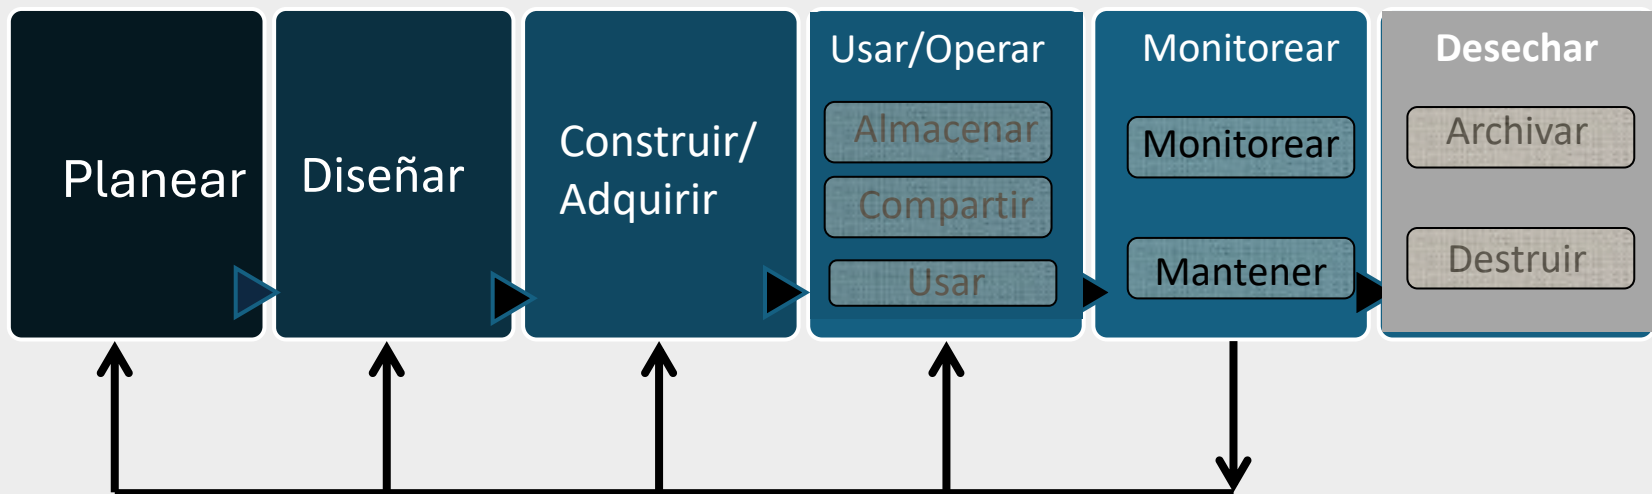 Planear
Diseñar
Construir/
Adquirir
Usar/Operar
Almacenar
Compartir
Usar
Monitorear
Monitorear
Mantener
Desechar
Archivar
Destruir